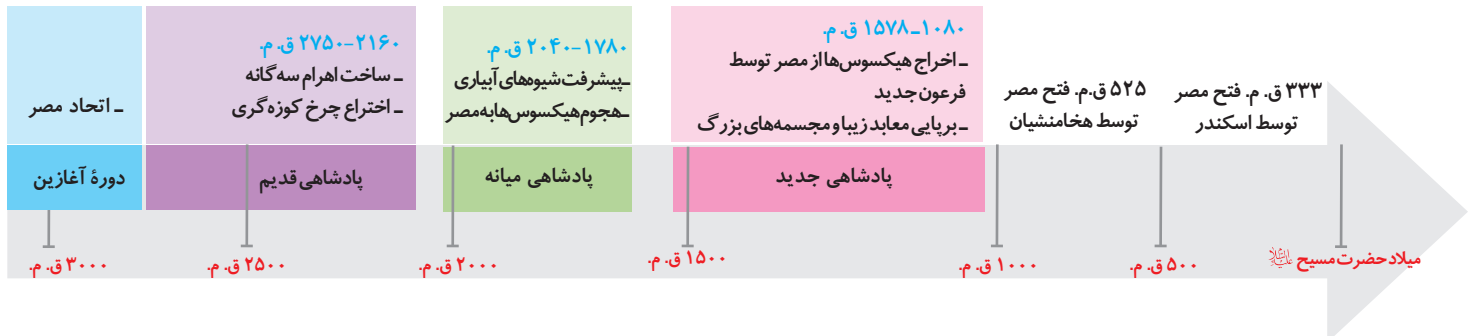 ـ اتحاد مصر
دورهٔ آغازین
۲۷۵۰-۲۱۶۰ ق. م.
ـ ساخت اهرام سه گانه
ـ اختراع چرخ کوزه گری
پادشاهی قدیم
۲۰۴۰-۱۷۸۰ ق. م.
ـ پیشرفت شیوه های آبیاری
ـ هجوم هیکسوس ها به مصر
پادشاهی میانه
۱۵۷۸ـ۱۰۸۰ ق. م.
ـ اخراج هیکسوس ها از مصر توسط
فرعون جدید
ـ برپایی معابد زیبا و مجسمه های بزرگ
پادشاهی جدید
۵۲۵ ق.م. فتح مصر
توسط هخامنشیان
۳۳۳ ق. م. فتح مصر
توسط اسکندر
۳۰۰۰ ق. م.
۲۵۰۰ ق. م.
۲۰۰۰ ق. م.
۱۵۰۰ ق. م.
۱۰۰۰ ق. م.
۵۰۰ ق. م.
میلاد حضرت مسیح علیه‌السلام